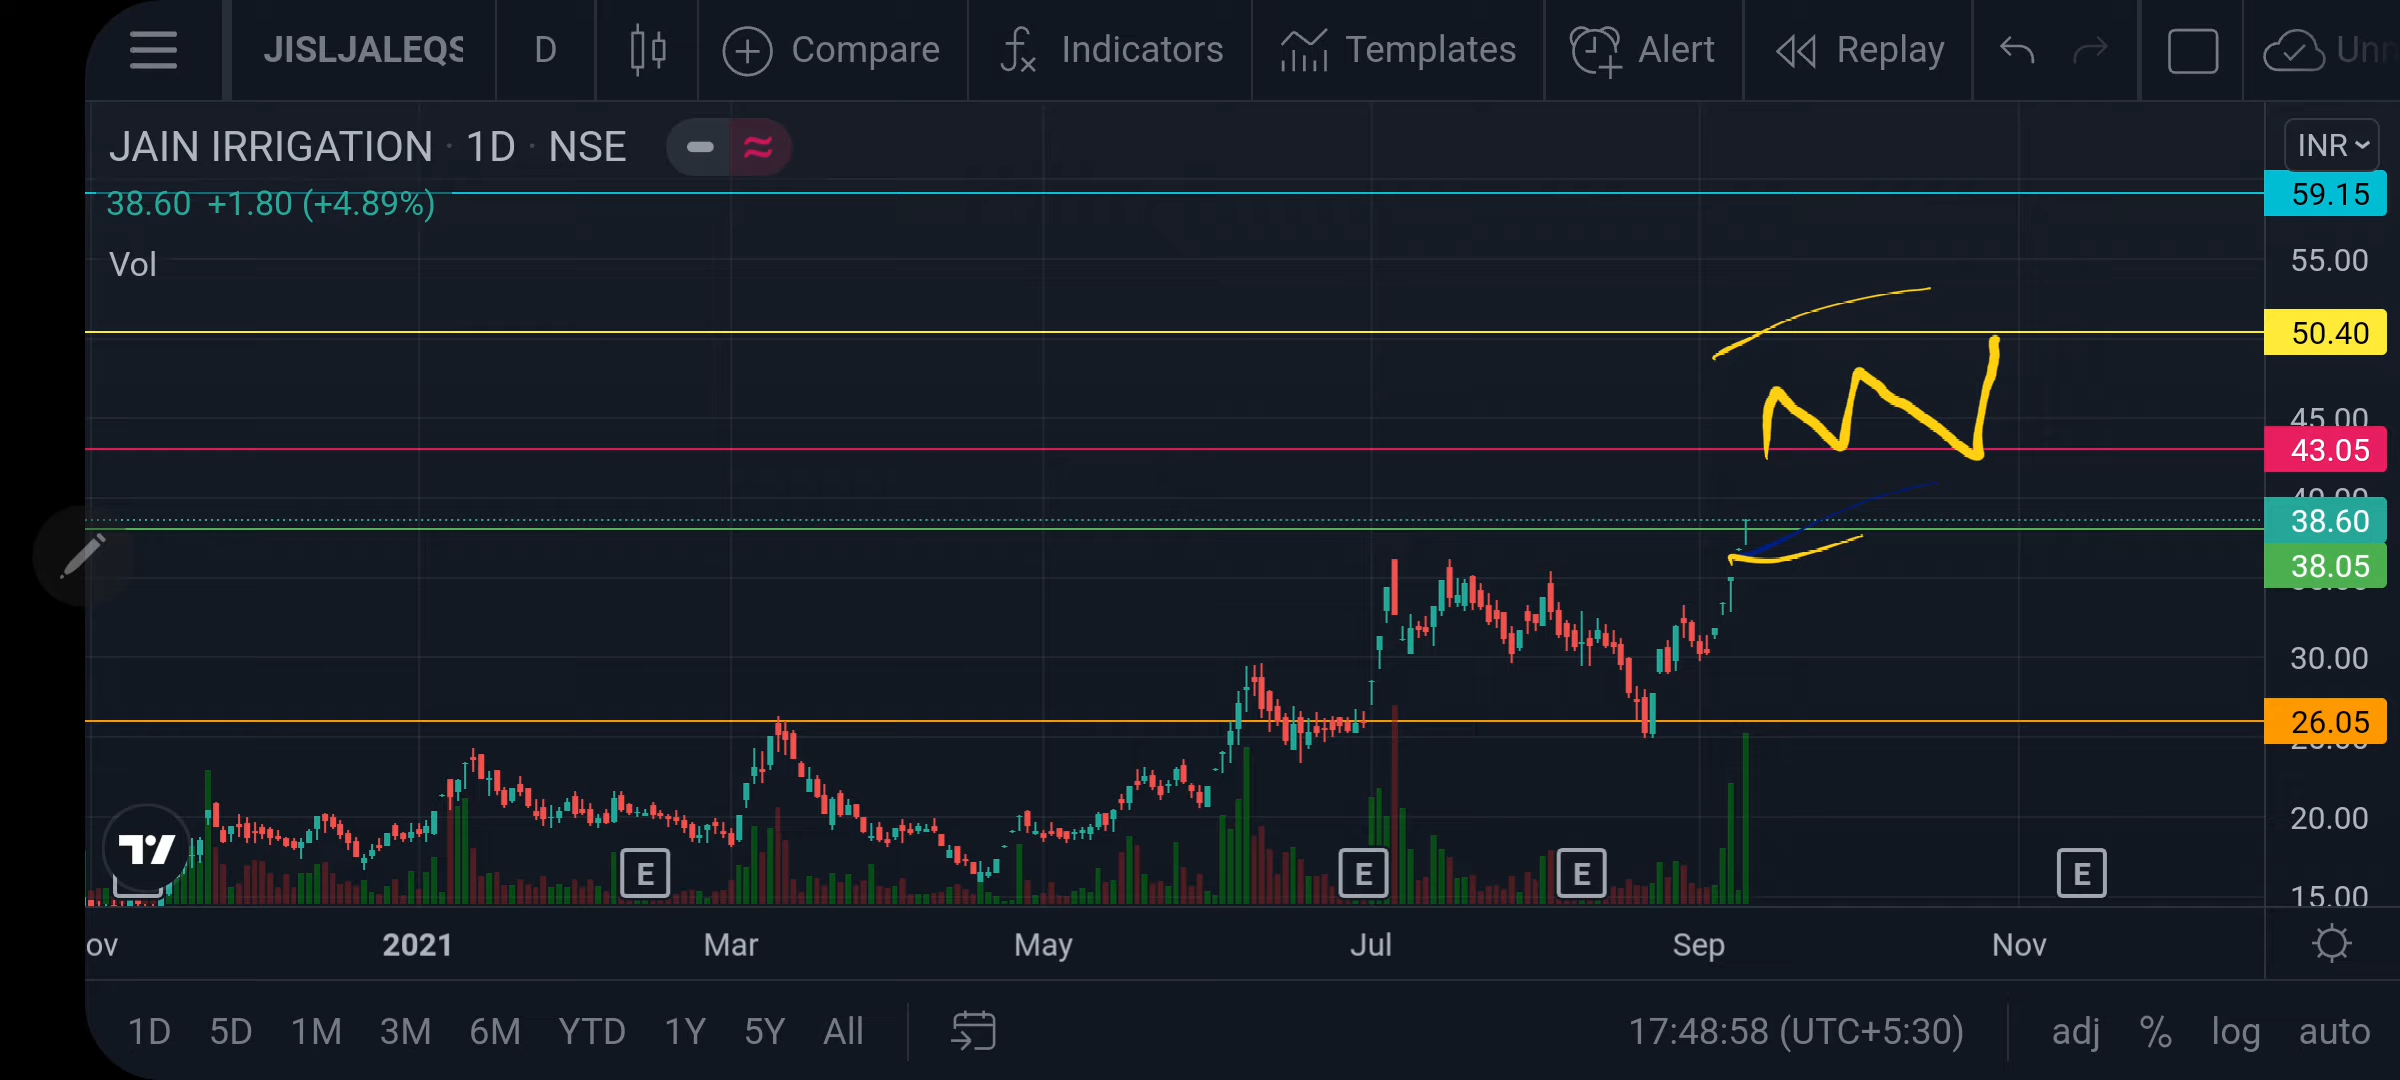 JISLJALEQS D Compare Indicators Templates Alert Replay
JAIN IRRIGATION · 1D · NSE
INR
59.15
38.60 +1.80 (+4.89%)
Vol
55.00
50.40
45.00
43.05
40.00
38.60
38.05
30.00
26.05
20.00
E E E E
15.00
ov 2021 Mar May Jul Sep Nov
1D 5D 1M 3M 6M YTD 1Y 5Y All 17:48:58 (UTC+5:30) adj % log auto